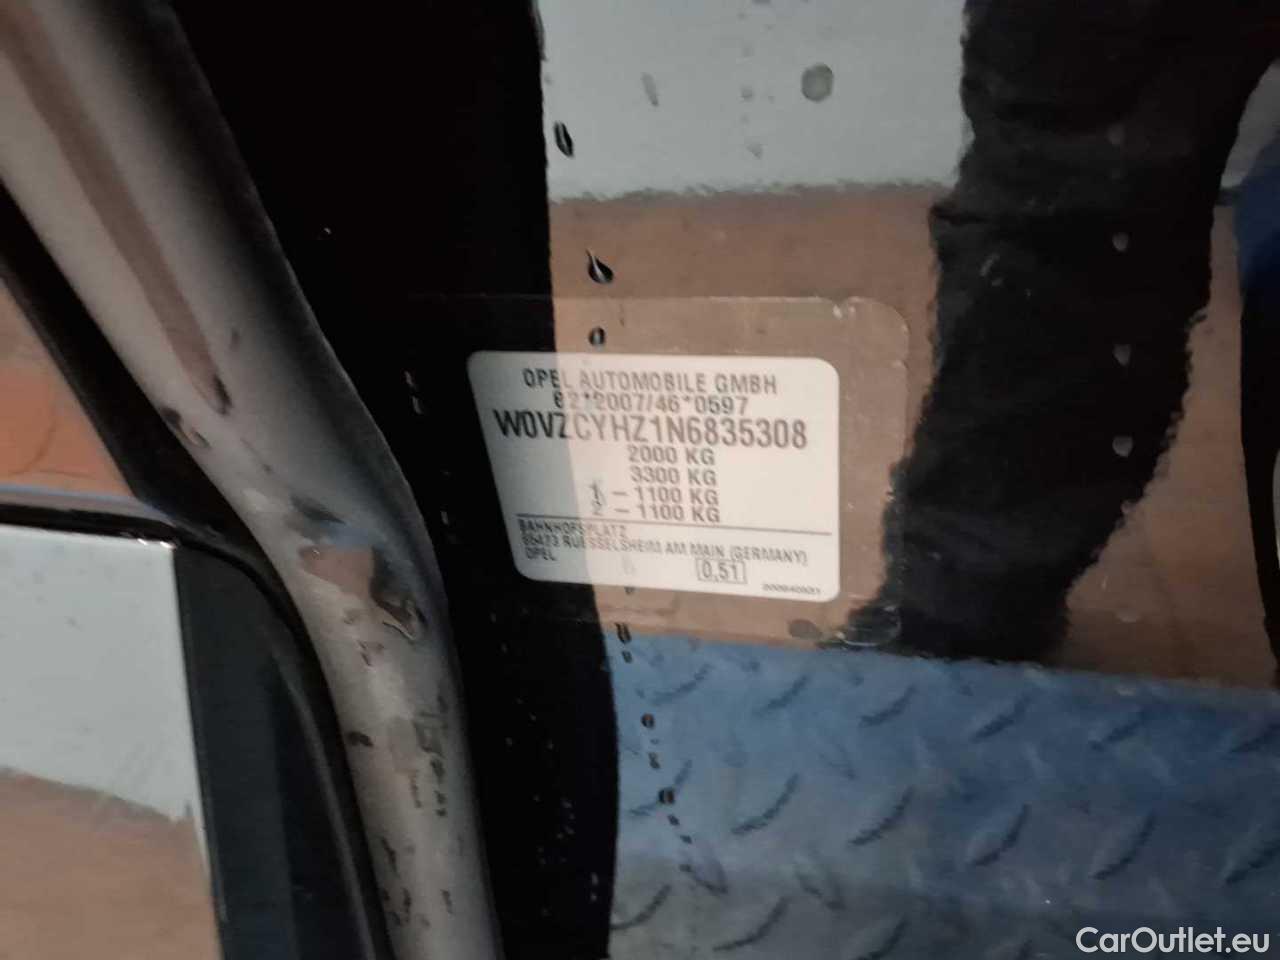 OPEL AUTOMOBILE GMBH
e2*2007/46*0597
W0VZCYHZ1N6835308
2000 KG
3300 KG
1 – 1100 KG
2 – 1100 KG
BAHNHOFSPLATZ
65423 RUESSELSHEIM AM MAIN (GERMANY)
OPEL
0,51
CarOutlet.eu